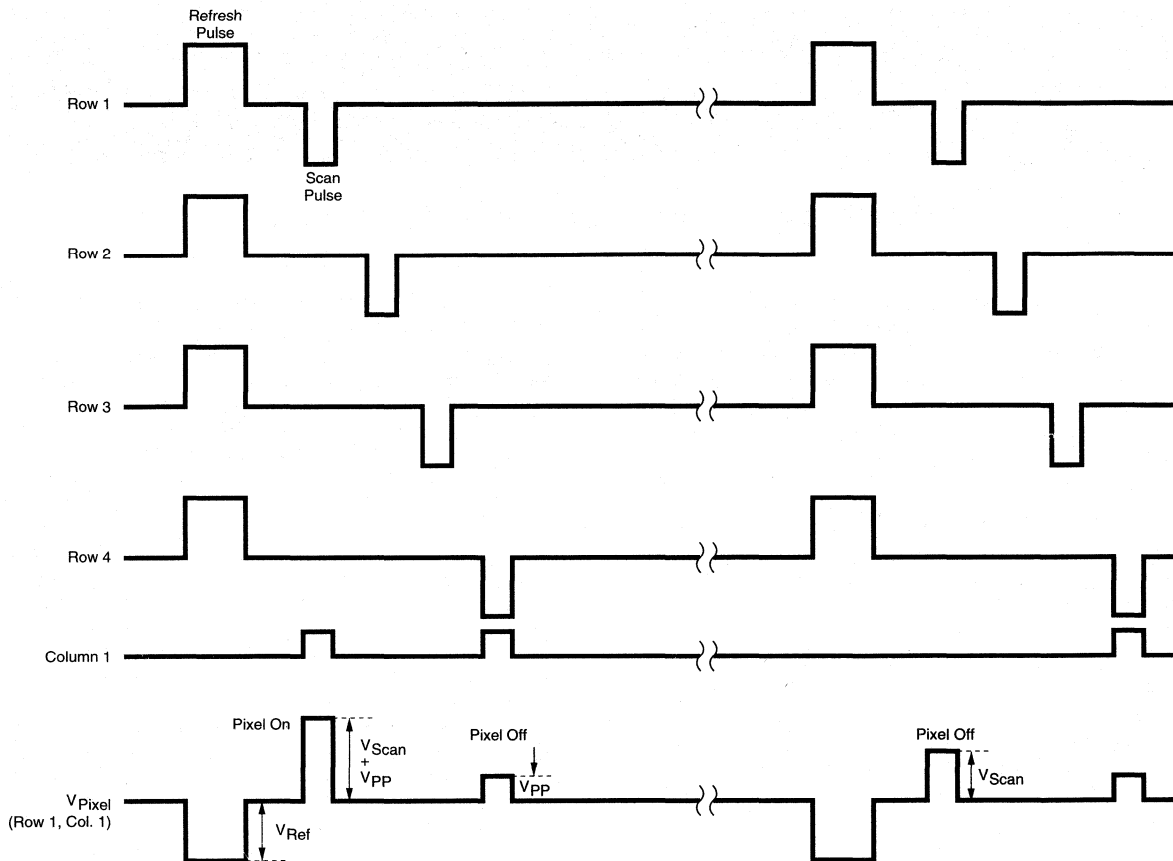 Refresh
Pulse
Row 1
Scan
Pulse
Row 2
Row 3
Row 4
Column 1
Pixel On
VScan
+
VPP
Pixel Off
VPP
Pixel Off
VScan
VPixel
(Row 1, Col. 1)
VRef